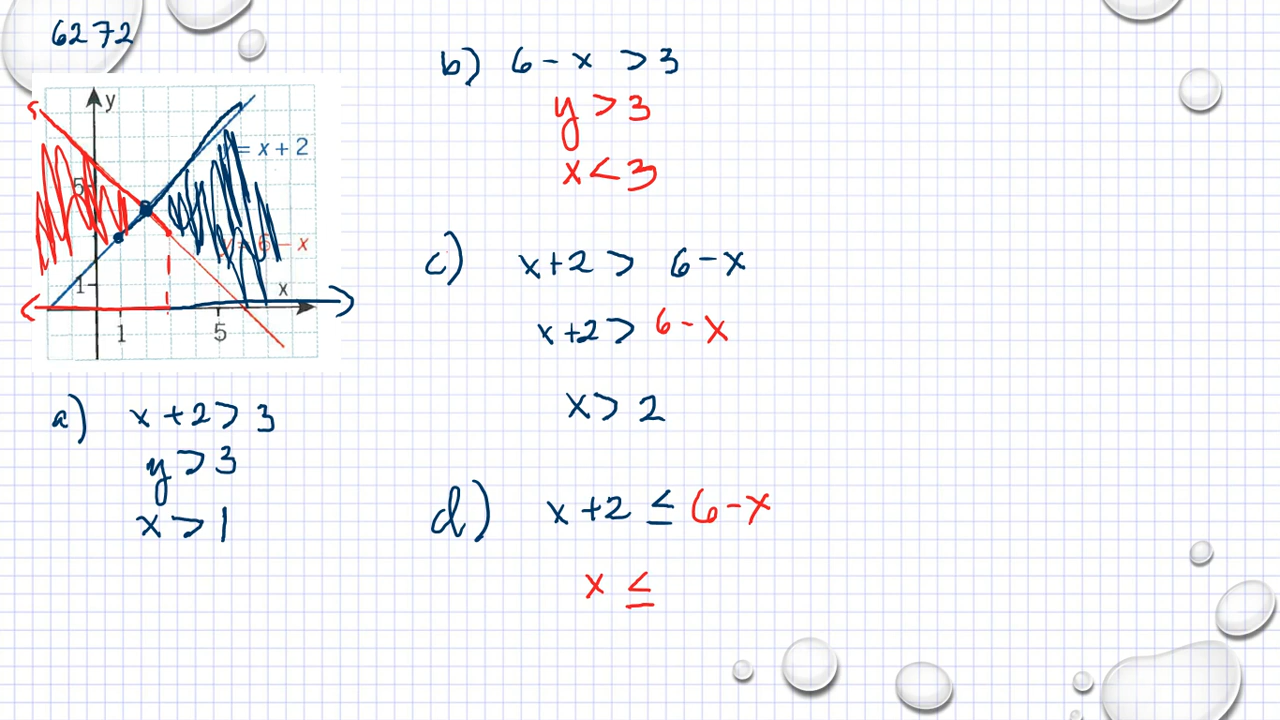 6272
y
= x + 2
5
y = 6 - x
1
x
1
5
a) x + 2 > 3
y > 3
x > 1
b) 6 - x > 3
y > 3
x < 3
c) x + 2 > 6 - x
x + 2 > 6 - x
x > 2
d) x + 2 ≤ 6 - x
x ≤